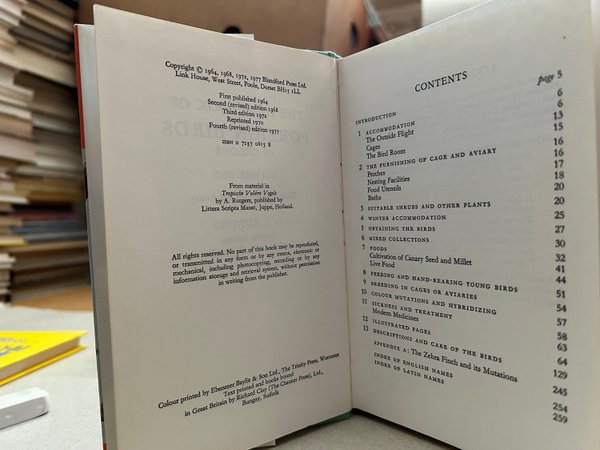 Copyright © 1964, 1968, 1972, 1977 Blandford Press Ltd.
Link House, West Street, Poole, Dorset BH15 1LL
First published 1964
Second (revised) edition 1968
Third edition 1972
Reprinted
Fourth (revised) edition 1977
ISBN 0 7137 0815 8
From material in
Tropische Volière Vogels
by A. Rutgers, published by
Littera Scripta Manet, Joppe, Holland.
All rights reserved. No part of this book may be reproduced,
or transmitted in any form or by any means, electronic or
mechanical, including photocopying, recording or by any
information storage and retrieval system, without permission
in writing from the publisher.
Colour printed by Ebenezer Baylis & Son Ltd., The Trinity Press, Worcester
Text printed and books bound
in Great Britain by Richard Clay (The Chaucer Press), Ltd.,
Bungay, Suffolk
CONTENTS
INTRODUCTION page 5
1 ACCOMMODATION 6
The Outside Flight 6
Cages 13
The Bird Room 15
2 THE FURNISHING OF CAGE AND AVIARY 16
Perches 16
Nesting Facilities 17
Food Utensils 18
Baths 20
3 SUITABLE SHRUBS AND OTHER PLANTS 20
4 WINTER ACCOMMODATION 25
5 OBTAINING THE BIRDS 27
6 MIXED COLLECTIONS 30
7 FOODS 32
Cultivation of Canary Seed and Millet 41
Live Food 44
8 FEEDING AND HAND-REARING YOUNG BIRDS 51
9 BREEDING IN CAGES OR AVIARIES 54
10 COLOUR MUTATIONS AND HYBRIDIZING 57
11 SICKNESS AND TREATMENT 58
Modern Medicines 63
12 ILLUSTRATED PAGES 64
13 DESCRIPTIONS AND CARE OF THE BIRDS 129
APPENDIX A: The Zebra Finch and its Mutations 245
INDEX OF ENGLISH NAMES 254
INDEX OF LATIN NAMES 259